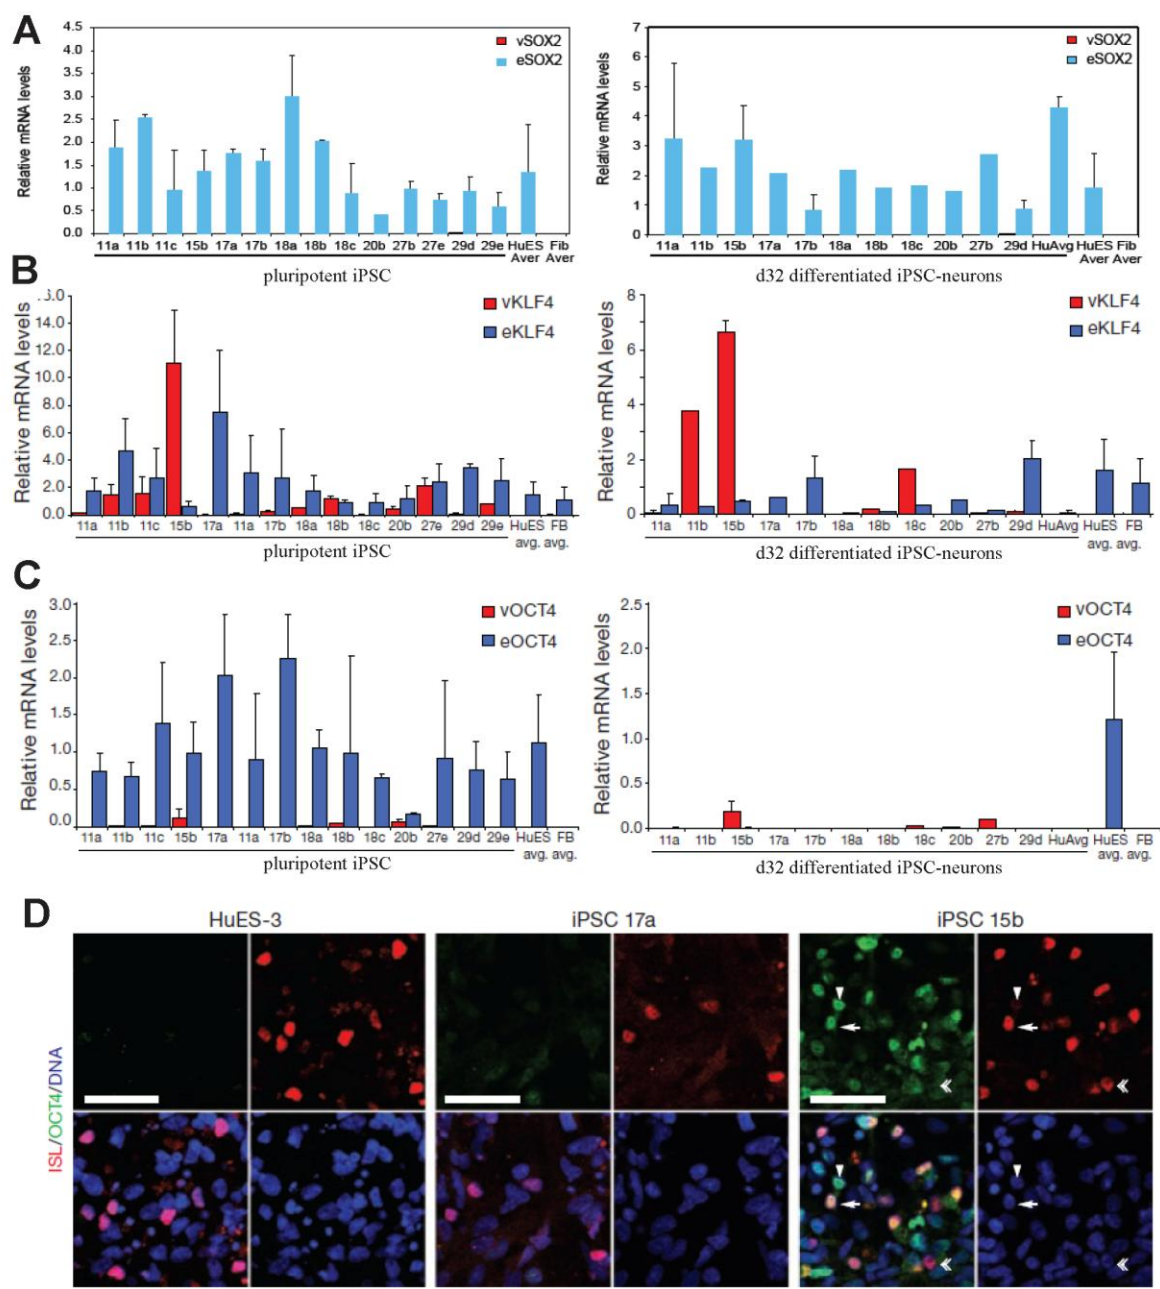 A
4.5
4.0
3.5
3.0
2.5
2.0
1.5
1.0
0.5
0.0
Relative mRNA levels
vSOX2
eSOX2
11a 11b 11c 15b 17a 17b 18a 18b 18c 20b 27b 27e 29d 29e HuES Fib
Aver Aver
pluripotent iPSC
7
6
5
4
3
2
1
0
Relative mRNA levels
vSOX2
eSOX2
11a 11b 15b 17a 17b 18a 18b 18c 20b 27b 29d HuAvg HuES Fib
Aver Aver
d32 differentiated iPSC-neurons
B
5.0
14.0
12.0
10.0
8.0
6.0
4.0
2.0
0.0
Relative mRNA levels
vKLF4
eKLF4
11a 11b 11c 15b 17a 11a 17b 18a 18b 18c 20b 27e 29d 29e HuES FB
avg. avg.
pluripotent iPSC
8
6
4
2
0
Relative mRNA levels
vKLF4
eKLF4
11a 11b 15b 17a 17b 18a 18b 18c 20b 27b 29d HuAvg HuES FB
avg. avg.
d32 differentiated iPSC-neurons
C
3.0
2.5
2.0
1.5
1.0
0.5
0.0
Relative mRNA levels
vOCT4
eOCT4
11a 11b 11c 15b 17a 11a 17b 18a 18b 18c 20b 27e 29d 29e HuES FB
avg. avg.
pluripotent iPSC
2.5
2.0
1.5
1.0
0.5
0.0
Relative mRNA levels
vOCT4
eOCT4
11a 11b 15b 17a 17b 18a 18b 18c 20b 27b 29d HuAvg HuES FB
avg. avg.
d32 differentiated iPSC-neurons
D
HuES-3 iPSC 17a iPSC 15b
ISL/OCT4/DNA